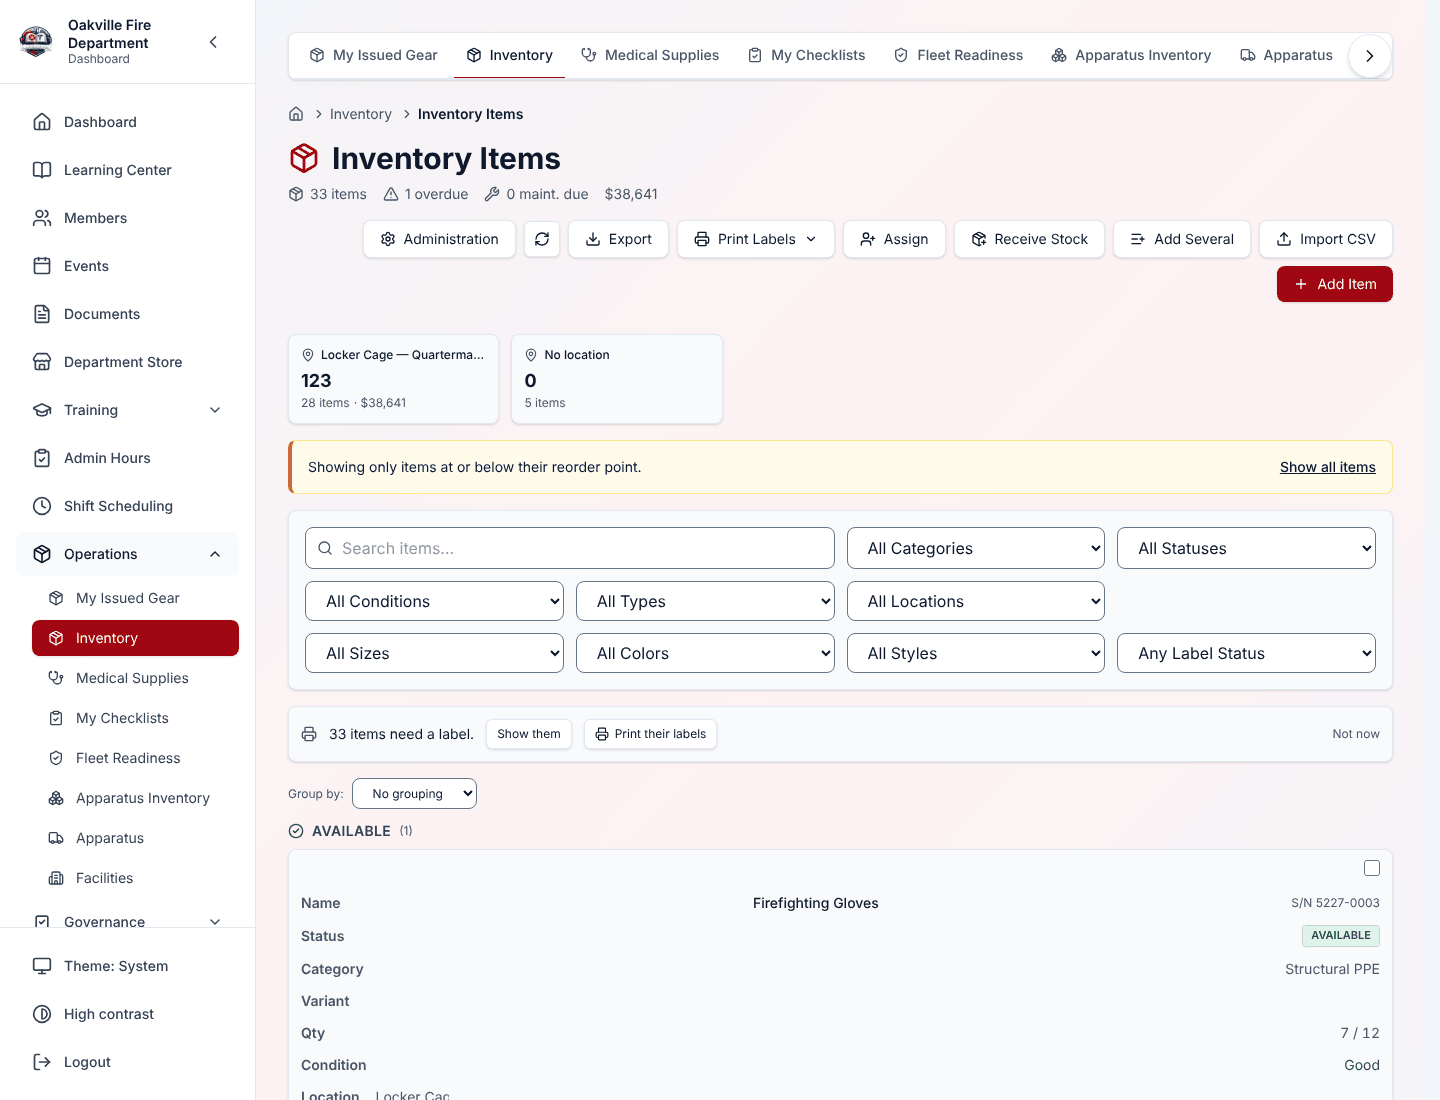 Oakville Fire
Department
Dashboard
Dashboard
Learning Center
Members
Events
Documents
Department Store
Training
Admin Hours
Shift Scheduling
Operations
My Issued Gear
Inventory
Medical Supplies
My Checklists
Fleet Readiness
Apparatus Inventory
Apparatus
Facilities
Governance
Theme: System
High contrast
Logout
My Issued Gear Inventory Medical Supplies My Checklists Fleet Readiness Apparatus Inventory Apparatus
Inventory Inventory Items
Inventory Items
33 items 1 overdue 0 maint. due $38,641
Administration Export Print Labels Assign Receive Stock Add Several Import CSV
Add Item
Locker Cage — Quarterma... No location
123 0
28 items · $38,641 5 items
Showing only items at or below their reorder point. Show all items
Search items... All Categories All Statuses
All Conditions All Types All Locations
All Sizes All Colors All Styles Any Label Status
33 items need a label. Show them Print their labels Not now
Group by: No grouping
AVAILABLE (1)
Name Firefighting Gloves S/N 5227-0003
Status AVAILABLE
Category Structural PPE
Variant
Qty 7 / 12
Condition Good
Location Locker Cag